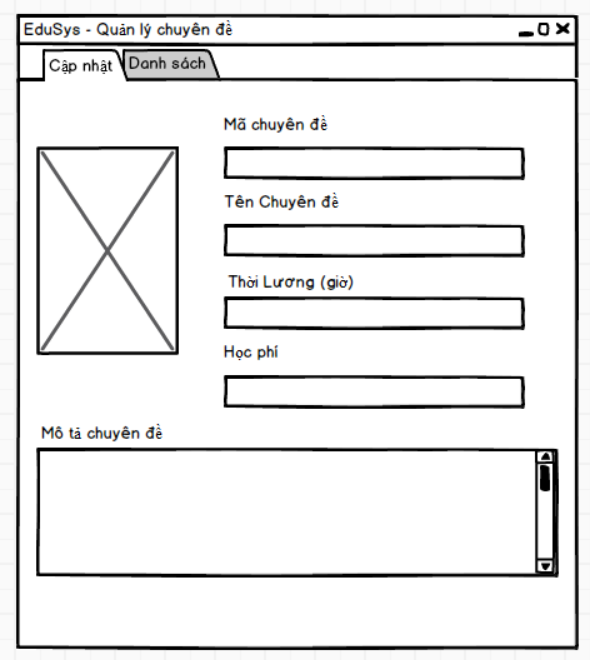 EduSys - Quản lý chuyên đề
Cập nhật
Danh sách
Mã chuyên đề
Tên Chuyên đề
Thời Lương (giờ)
Học phí
Mô tả chuyên đề